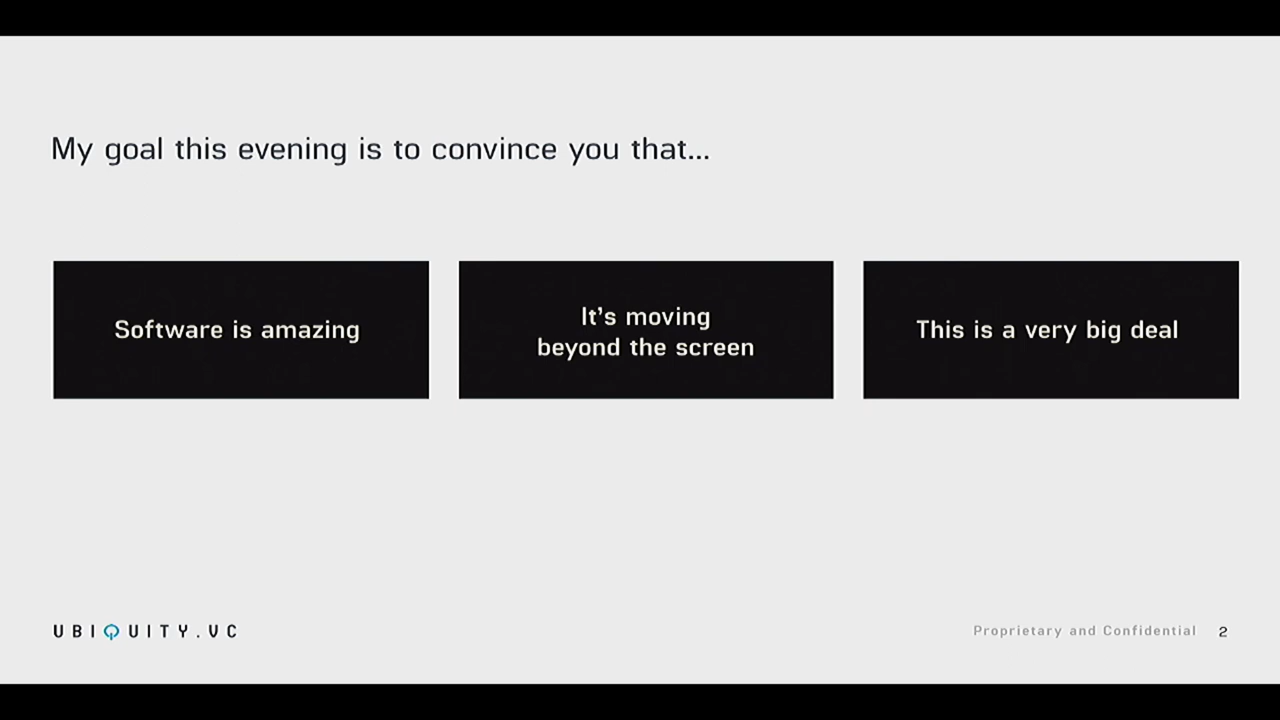 My goal this evening is to convince you that...
Software is amazing
It's moving
beyond the screen
This is a very big deal
UBIQUITY.VC
Proprietary and Confidential 2